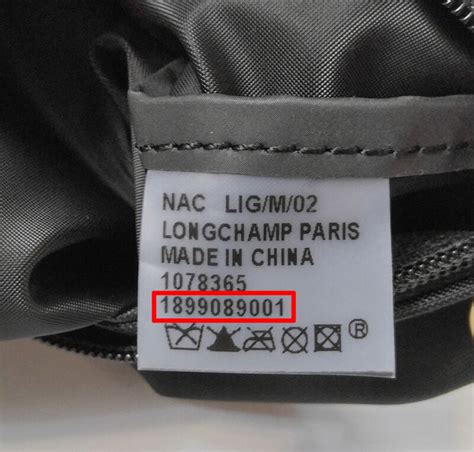 NAC LIG/M/02
LONGCHAMP PARIS
MADE IN CHINA
1078365
1899089001
®